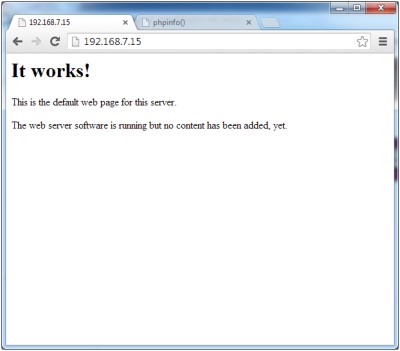 192.168.7.15
phpinfo()
192.168.7.15
It works!
This is the default web page for this server.
The web server software is running but no content has been added, yet.